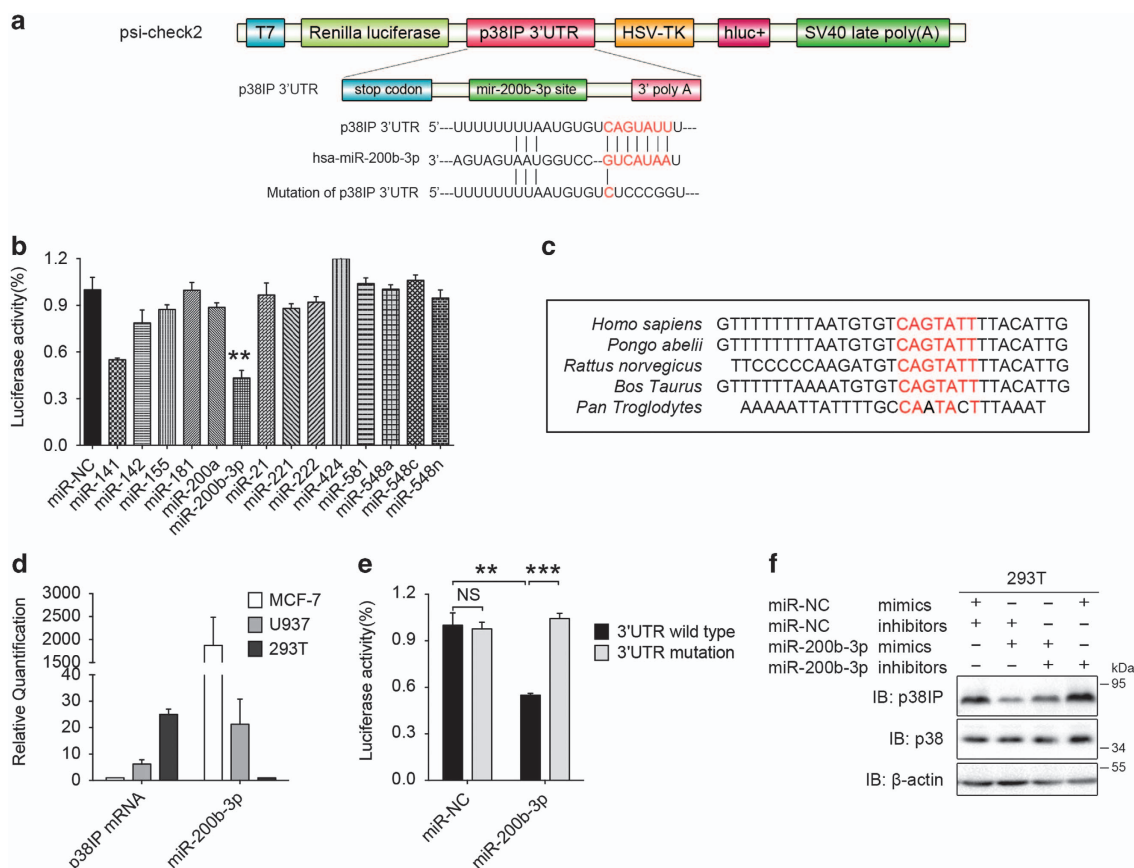 a
psi-check2 T7 Renilla luciferase p38IP 3'UTR HSV-TK hluc+ SV40 late poly(A)
p38IP 3'UTR stop codon mir-200b-3p site 3' poly A
p38IP 3'UTR 5'---UUUUUUUUAAUGUGUCAGUAUUU---
hsa-miR-200b-3p 3'---AGUAGUAAUGGUCC--GUCAUAAU
Mutation of p38IP 3'UTR 5'---UUUUUUUUAAUGUGUCUCCCGGU---
b
Luciferase activity(%)
1.2
0.9
0.6
0.3
0.0
**
miR-NC
miR-141
miR-142
miR-155
miR-181
miR-200a
miR-200b-3p
miR-21
miR-221
miR-222
miR-424
miR-581
miR-548a
miR-548c
miR-548n
c
Homo sapiens GTTTTTTTTAATGTGTCAGTATTTTACATTG
Pongo abelii GTTTTTTTTAATGTGTCAGTATTTTACATTG
Rattus norvegicus TTCCCCCAAGATGTCAGTATTTTACATTG
Bos Taurus GTTTTTTAAAATGTGTCAGTATTTTACATTG
Pan Troglodytes AAAAATTATTTTGCCAATACTTTAAAT
d
Relative Quantification
3000
2500
2000
1500
1000
500
40
30
20
10
0
MCF-7
U937
293T
p38IP mRNA
miR-200b-3p
e
Luciferase activity(%)
1.2
0.9
0.6
0.3
0.0
** ***
NS
3'UTR wild type
3'UTR mutation
miR-NC
miR-200b-3p
f
293T
miR-NC mimics + − − +
miR-NC inhibitors + + − −
miR-200b-3p mimics − + + −
miR-200b-3p inhibitors − − + +
kDa
IB: p38IP
95
IB: p38
34
55
IB: β-actin